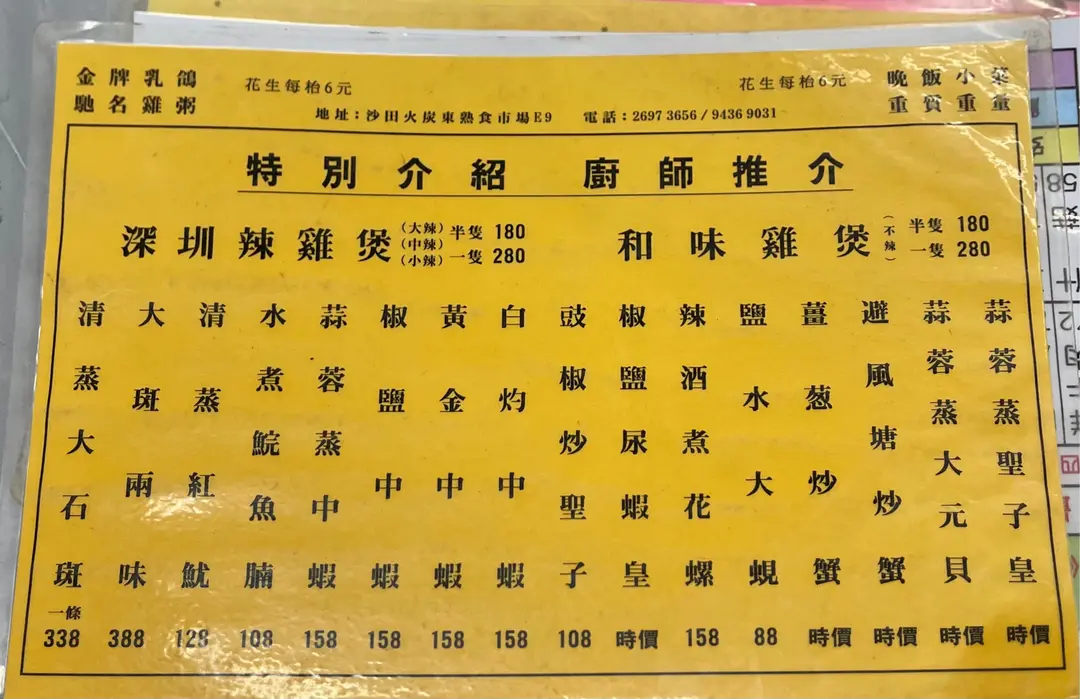 金牌乳鴿
馳名雞粥
花生每枱6元
花生每枱6元
晚飯小菜
重質重量
地址:沙田火炭東熟食市場E9 電話:2697 3656 / 9436 9031
特別介紹 廚師推介
深圳辣雞煲 (大辣) (中辣) (小辣) 半隻 180 一隻 280
和味雞煲 (不辣) 半隻 180 一隻 280
清蒸大石斑 一條 338
大斑兩味 388
清蒸紅魷 128
水煮鯇魚腩 108
蒜蓉蒸中蝦 158
椒鹽中蝦 158
黃金中蝦 158
白灼中蝦 158
豉椒炒聖子 108
椒鹽尿蝦皇 時價
辣酒煮花螺 158
鹽水大蜆 88
薑葱炒蟹 時價
避風塘炒蟹 時價
蒜蓉蒸大元貝 時價
蒜蓉蒸聖子皇 時價